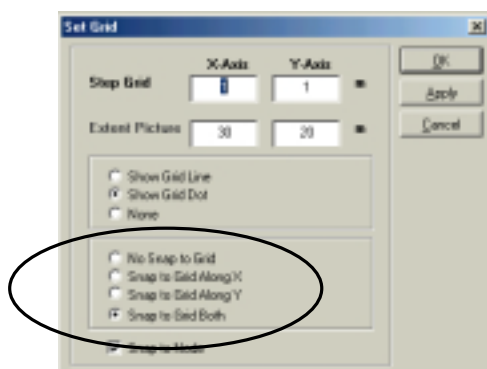 Set Grid
X-Axis Y-Axis
Step Grid 1 1 m
Extent Picture 30 20 m
Show Grid Line
Show Grid Dot
None
No Snap to Grid
Snap to Grid Along X
Snap to Grid Along Y
Snap to Grid Both
Snap to Node
OK
Apply
Cancel